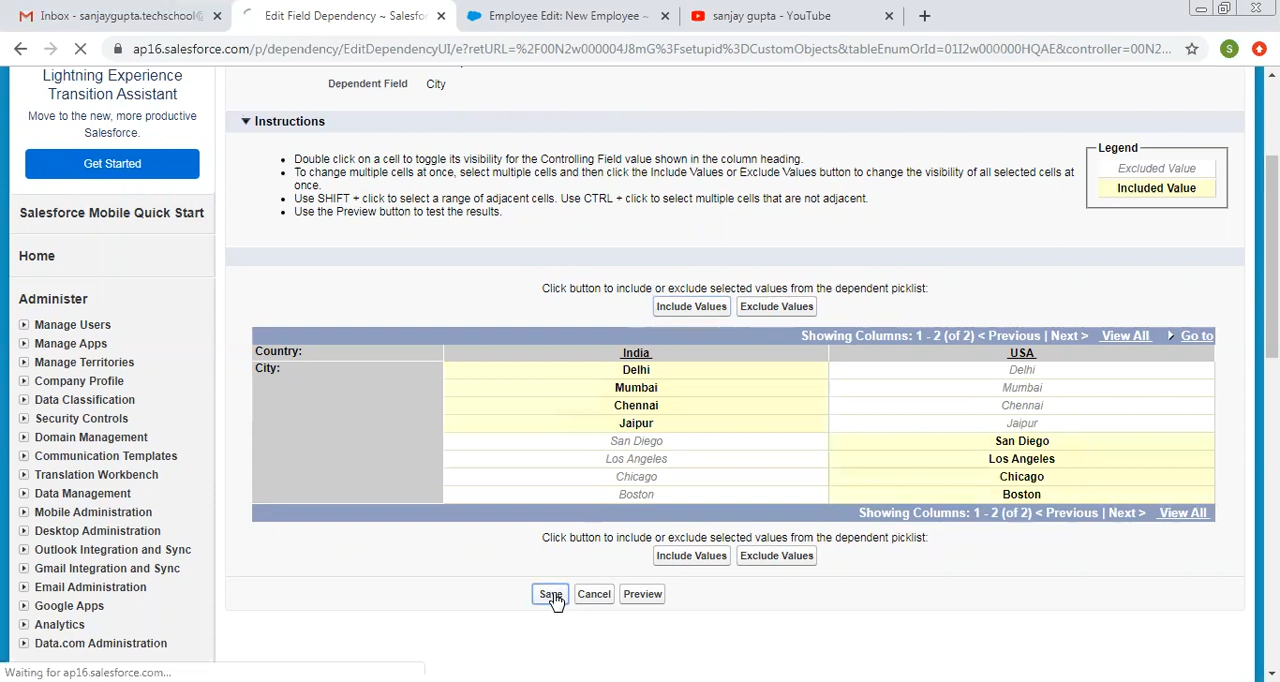 Inbox - sanjaygupta.techschool@
Edit Field Dependency ~ Salesfo
Employee Edit: New Employee ~
sanjay gupta - YouTube
ap16.salesforce.com/p/dependency/EditDependencyUI/e?retURL=%2F00N2w000004J8mG%3Fsetupid%3DCustomObjects&tableEnumOrId=01I2w000000HQAE&controller=00N2...
S
Lightning Experience
Transition Assistant
Move to the new, more productive
Salesforce.
Get Started
Salesforce Mobile Quick Start
Home
Administer
Manage Users
Manage Apps
Manage Territories
Company Profile
Data Classification
Security Controls
Domain Management
Communication Templates
Translation Workbench
Data Management
Mobile Administration
Desktop Administration
Outlook Integration and Sync
Gmail Integration and Sync
Email Administration
Google Apps
Analytics
Data.com Administration
Waiting for ap16.salesforce.com...
Dependent Field City
Instructions
Double click on a cell to toggle its visibility for the Controlling Field value shown in the column heading.
To change multiple cells at once, select multiple cells and then click the Include Values or Exclude Values button to change the visibility of all selected cells at
once.
Use SHIFT + click to select a range of adjacent cells. Use CTRL + click to select multiple cells that are not adjacent.
Use the Preview button to test the results.
Legend
Excluded Value
Included Value
Click button to include or exclude selected values from the dependent picklist:
Include Values Exclude Values
Showing Columns: 1 - 2 (of 2) < Previous | Next > View All Go to
Country: India USA
City: Delhi Delhi
Mumbai Mumbai
Chennai Chennai
Jaipur Jaipur
San Diego San Diego
Los Angeles Los Angeles
Chicago Chicago
Boston Boston
Showing Columns: 1 - 2 (of 2) < Previous | Next > View All
Click button to include or exclude selected values from the dependent picklist:
Include Values Exclude Values
Save Cancel Preview